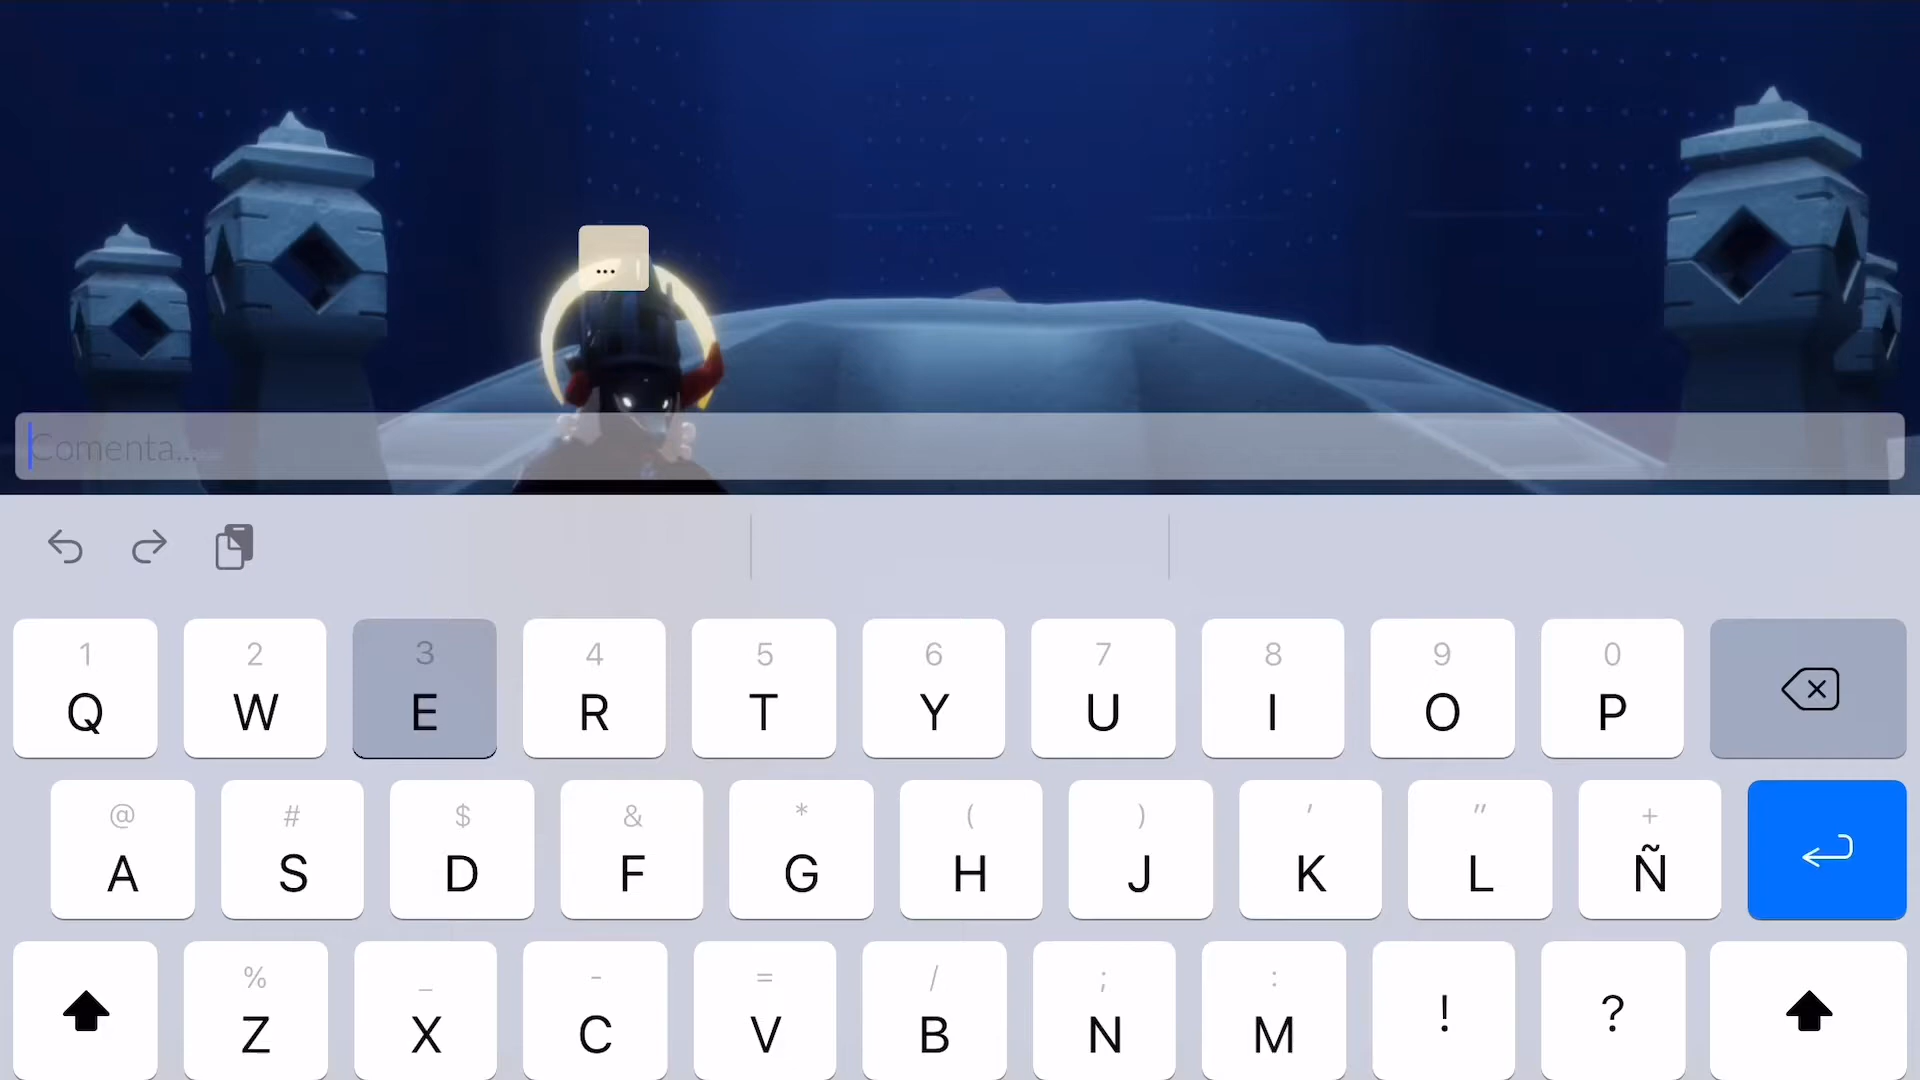 ...
Comenta...
1 2 3 4 5 6 7 8 9 0
Q W E R T Y U I O P
@ # $ & * ( ) ' " +
A S D F G H J K L Ñ
% _ - = / ; :
Z X C V B N M ! ?